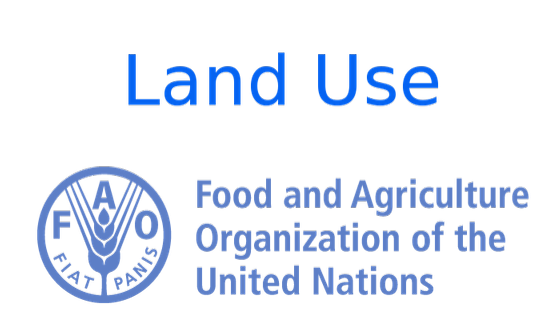 Land Use
F A O
FIAT PANIS
Food and Agriculture
Organization of the
United Nations